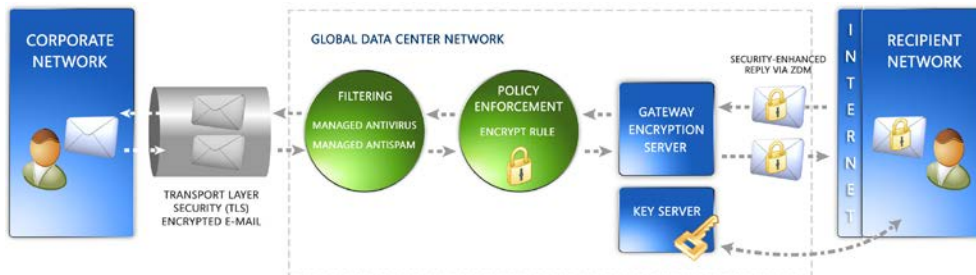 CORPORATE
NETWORK
TRANSPORT LAYER
SECURITY (TLS)
ENCRYPTED E-MAIL
GLOBAL DATA CENTER NETWORK
FILTERING
MANAGED ANTIVIRUS
MANAGED ANTISPAM
POLICY
ENFORCEMENT
ENCRYPT RULE
GATEWAY
ENCRYPTION
SERVER
KEY SERVER
SECURITY-ENHANCED
REPLY VIA ZDM
INTERNET
RECIPIENT
NETWORK